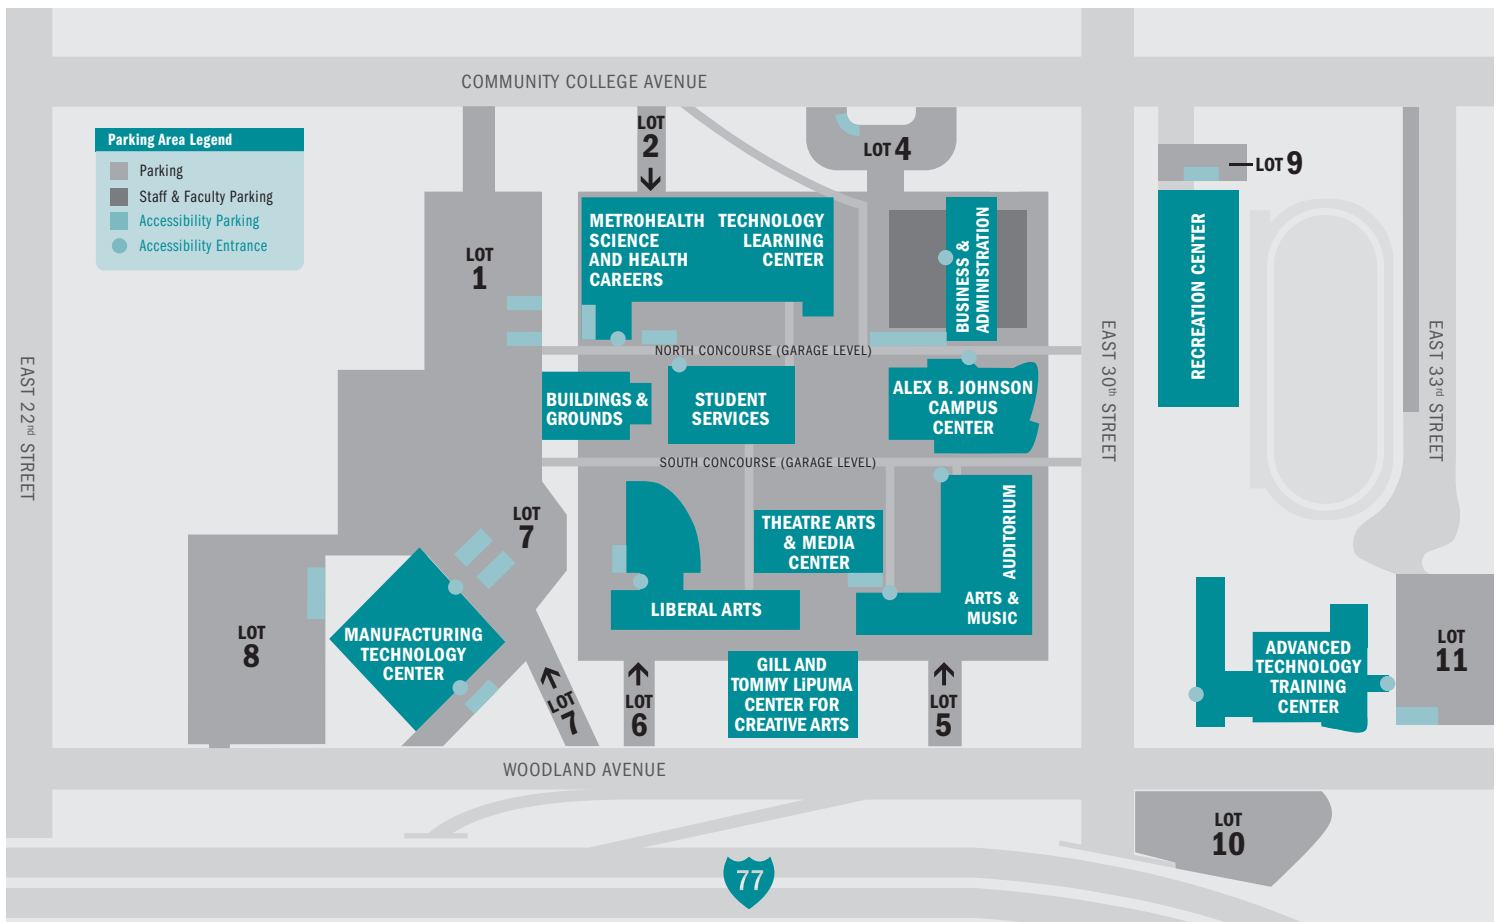 COMMUNITY COLLEGE AVENUE
Parking Area Legend
Parking
Staff & Faculty Parking
Accessibility Parking
Accessibility Entrance
LOT
2
LOT 4
LOT 9
LOT
1
METROHEALTH
SCIENCE
AND HEALTH
CAREERS
TECHNOLOGY
LEARNING
CENTER
BUSINESS &
ADMINISTRATION
RECREATION CENTER
NORTH CONCOURSE (GARAGE LEVEL)
EAST 22nd STREET
EAST 30th STREET
EAST 33rd STREET
BUILDINGS &
GROUNDS
STUDENT
SERVICES
ALEX B. JOHNSON
CAMPUS
CENTER
SOUTH CONCOURSE (GARAGE LEVEL)
LOT
7
THEATRE ARTS
& MEDIA
CENTER
AUDITORIUM
ARTS &
MUSIC
LIBERAL ARTS
LOT
8
MANUFACTURING
TECHNOLOGY
CENTER
LOT
7
LOT
6
GILL AND
TOMMY LiPUMA
CENTER FOR
CREATIVE ARTS
LOT
5
ADVANCED
TECHNOLOGY
TRAINING
CENTER
LOT
11
WOODLAND AVENUE
LOT
10
77